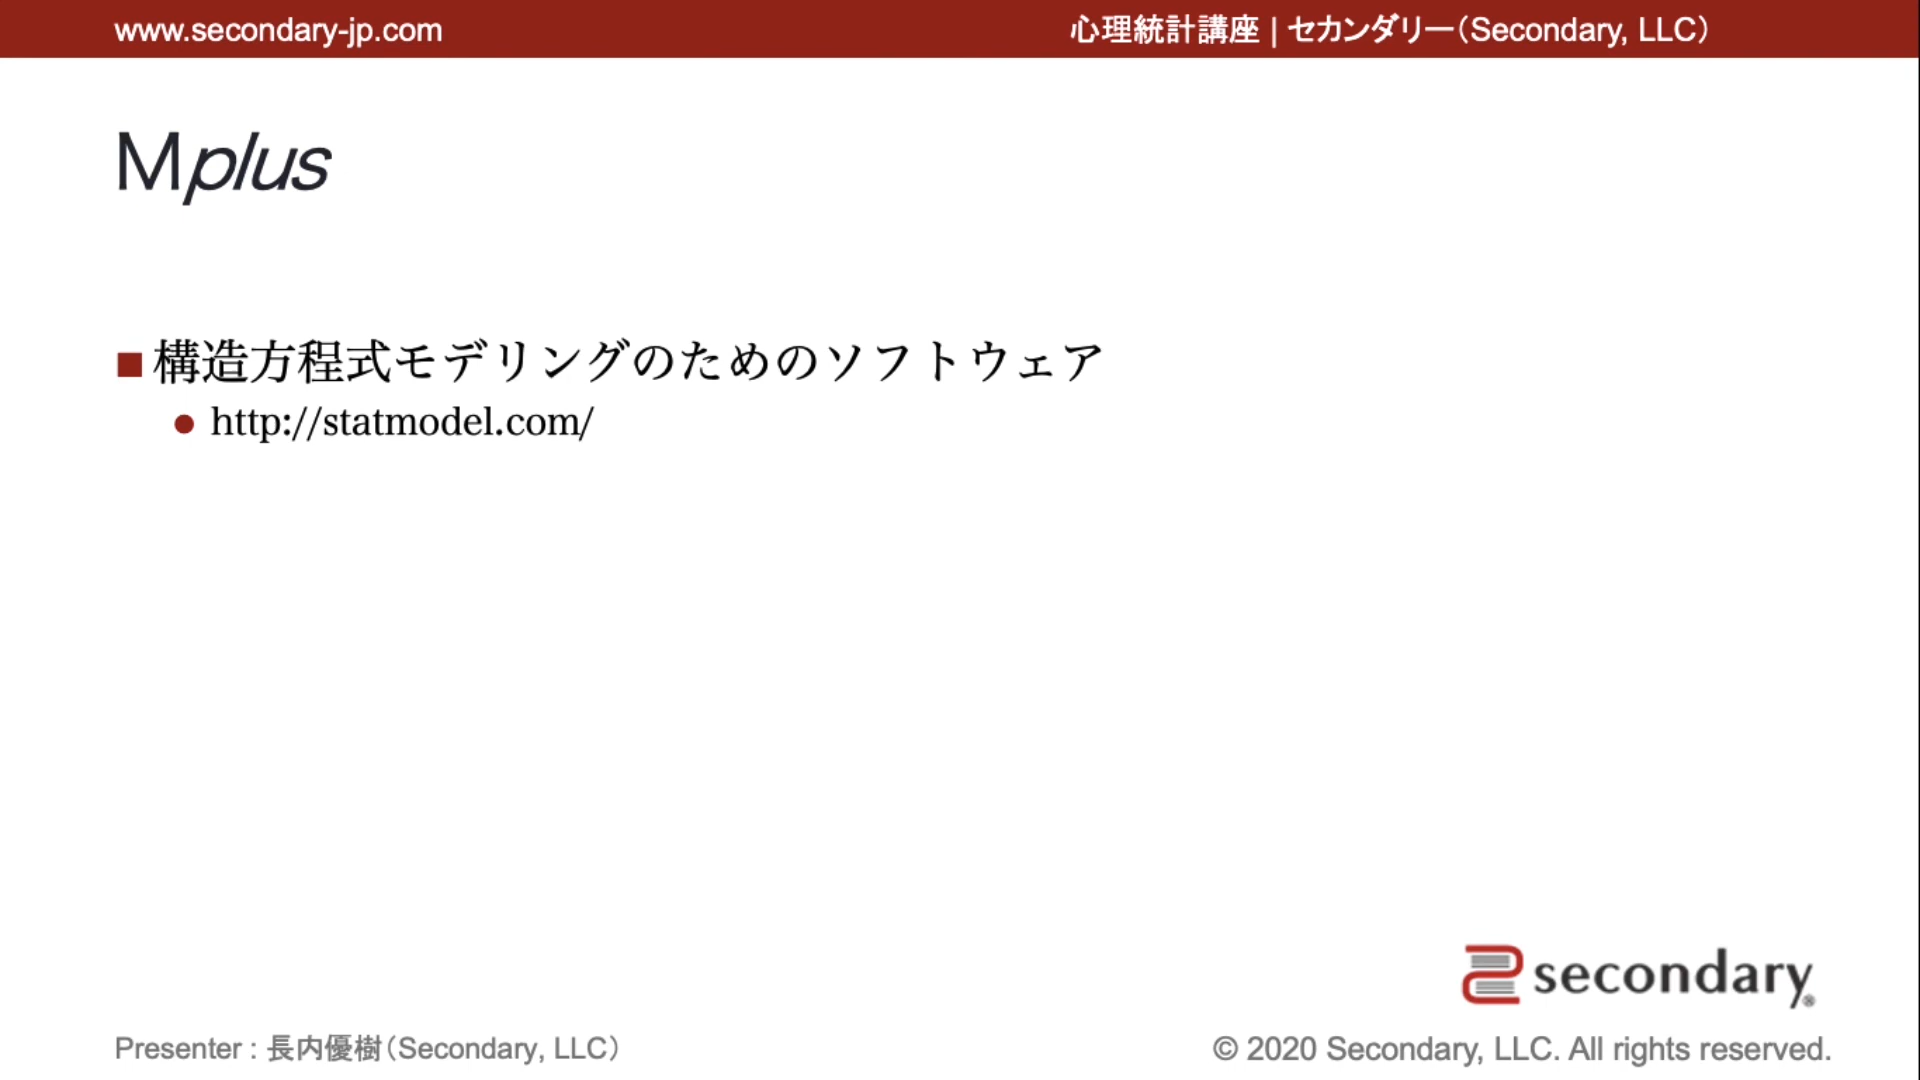 www.secondary-jp.com
心理統計講座 | セカンダリー（Secondary, LLC）
Mplus
構造方程式モデリングのためのソフトウェア
http://statmodel.com/
secondary®
Presenter : 長内優樹（Secondary, LLC）
© 2020 Secondary, LLC. All rights reserved.